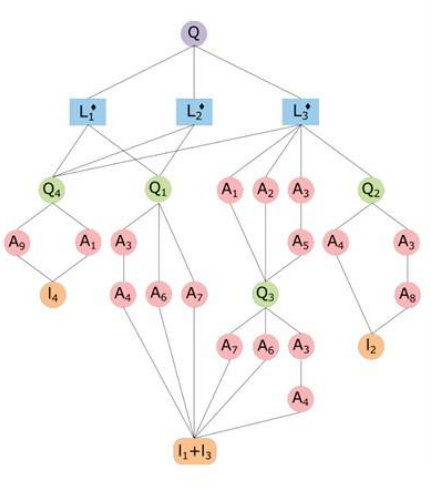 Q
L₁♦ L₂♦ L₃♦
Q₄ Q₁ A₁ A₂ A₃ Q₂
A₉ A₁ A₃ A₅ A₄ A₃
I₄ A₄ A₆ A₇ Q₃ A₈
A₇ A₆ A₃ I₂
A₄
I₁+I₃